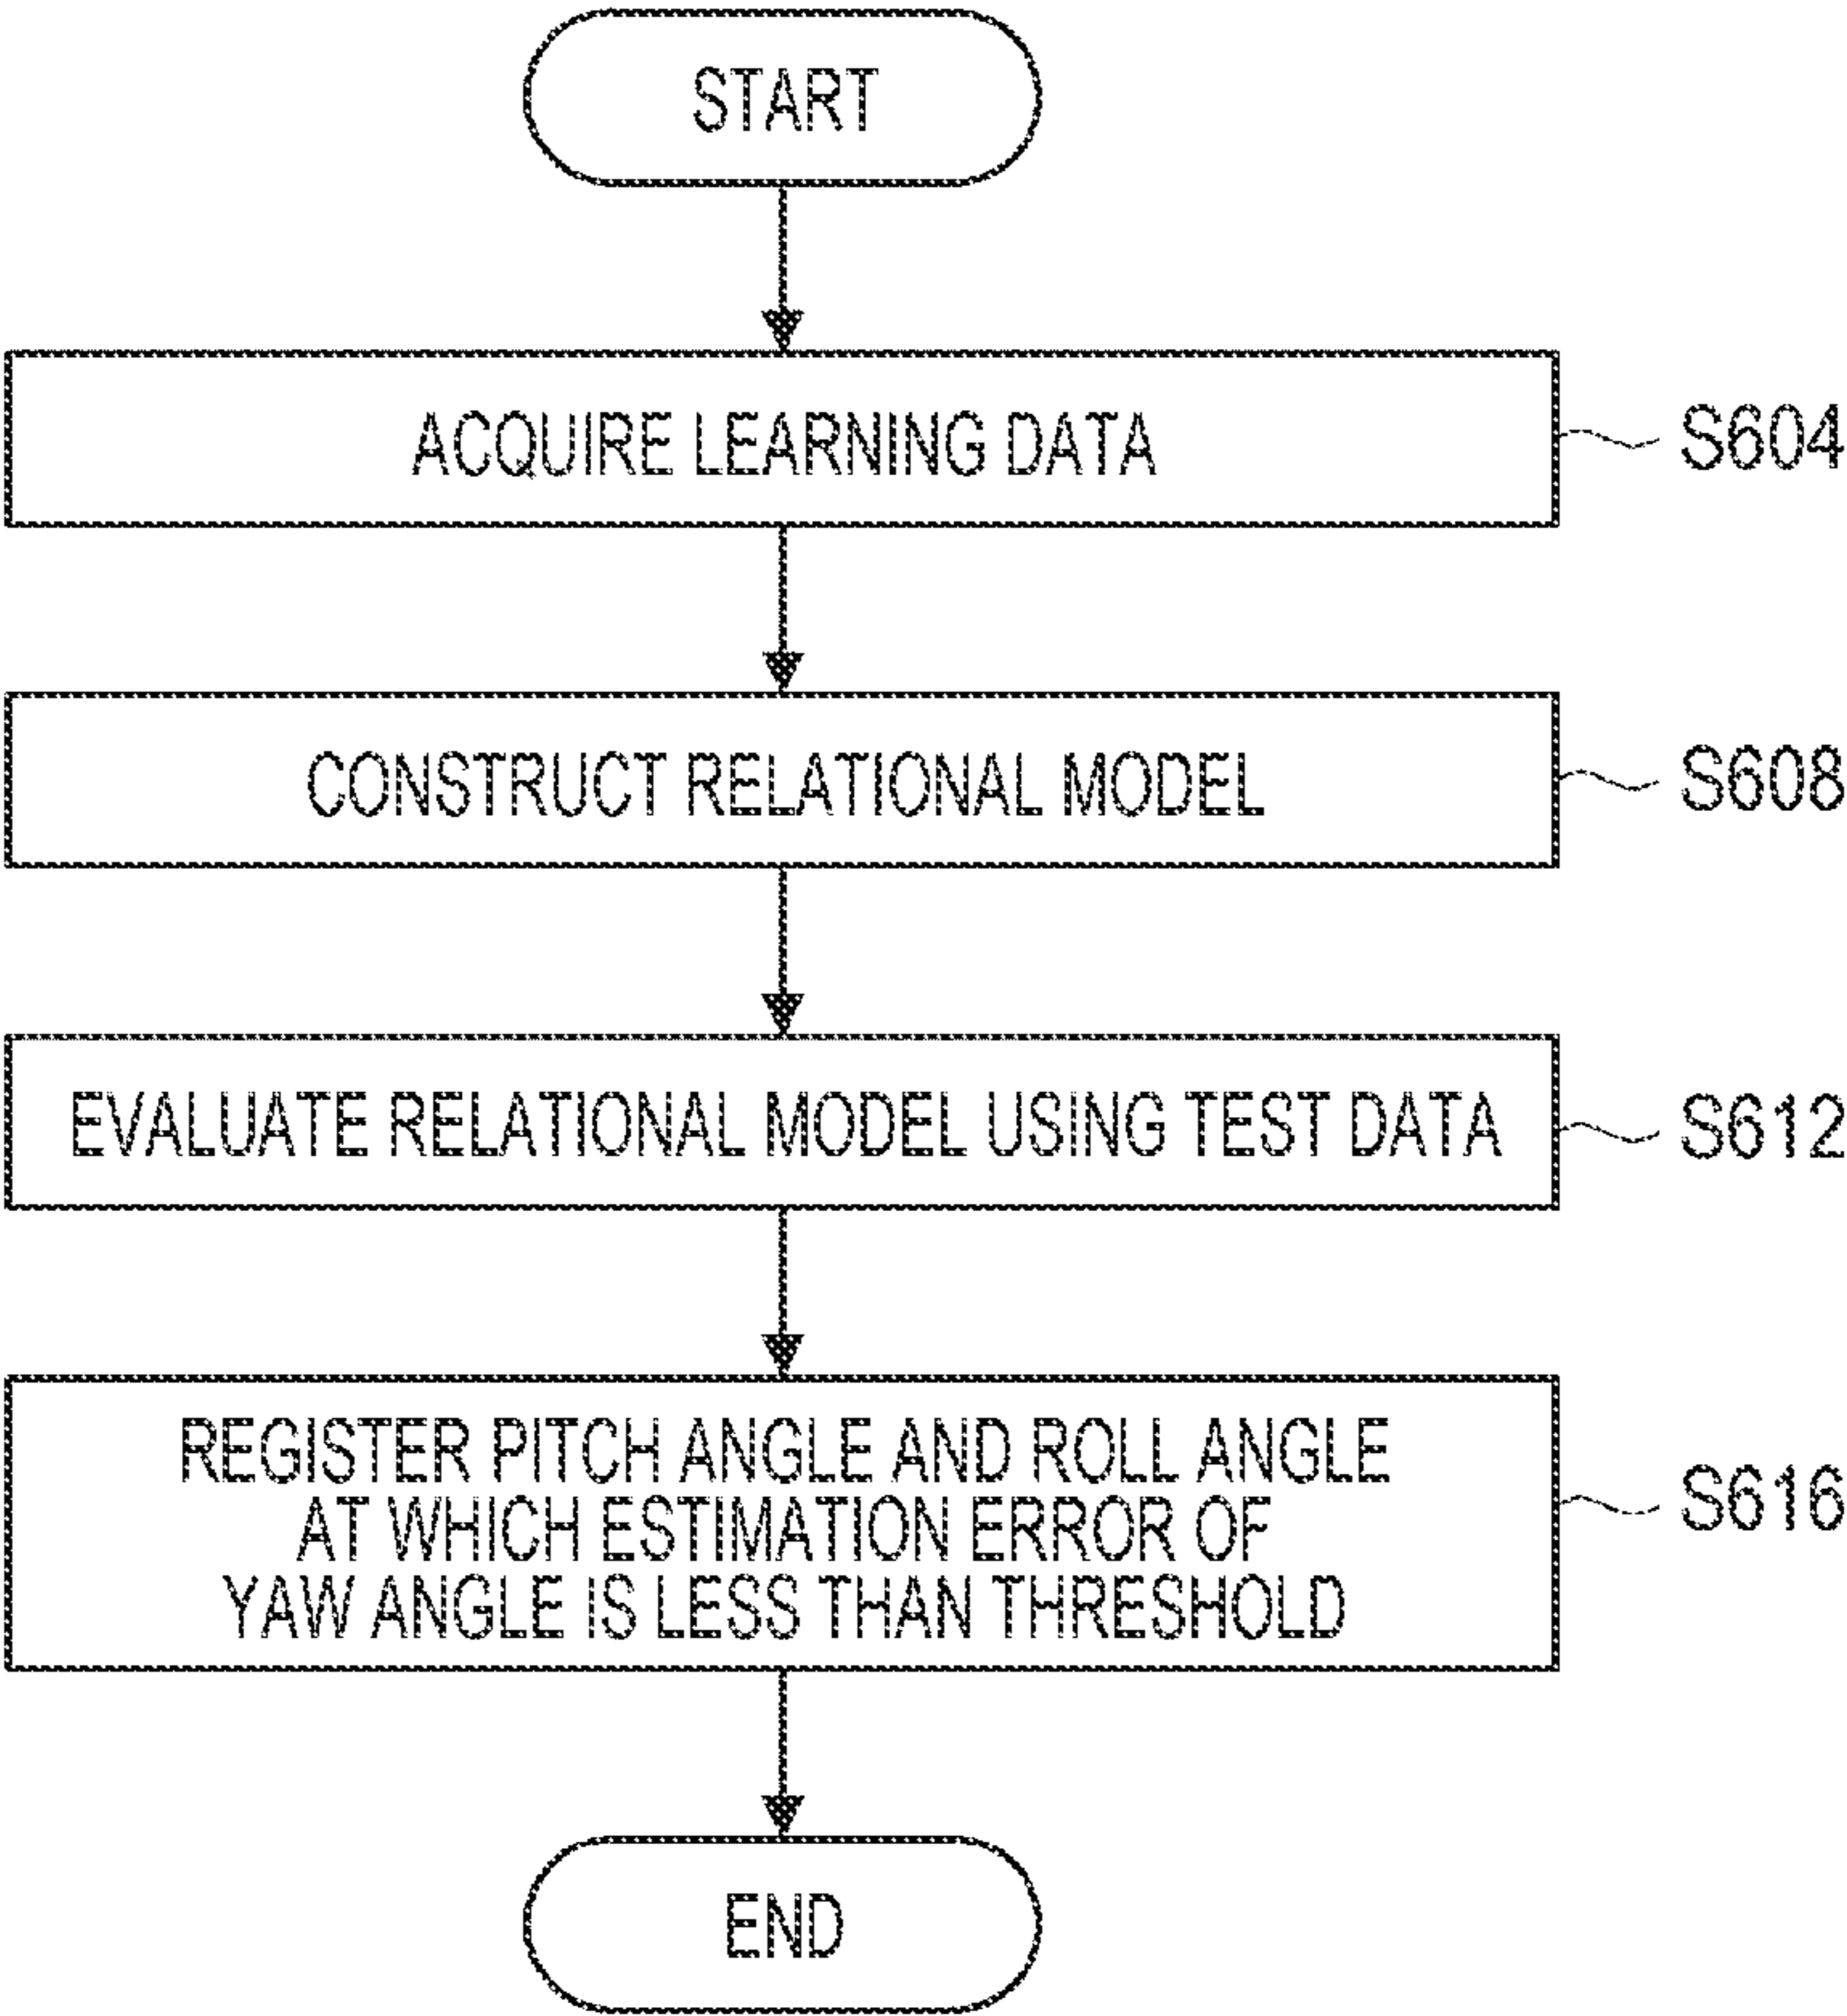 START
ACQUIRE LEARNING DATA
S604
CONSTRUCT RELATIONAL MODEL
S608
EVALUATE RELATIONAL MODEL USING TEST DATA
S612
REGISTER PITCH ANGLE AND ROLL ANGLE
AT WHICH ESTIMATION ERROR OF
YAW ANGLE IS LESS THAN THRESHOLD
S616
END